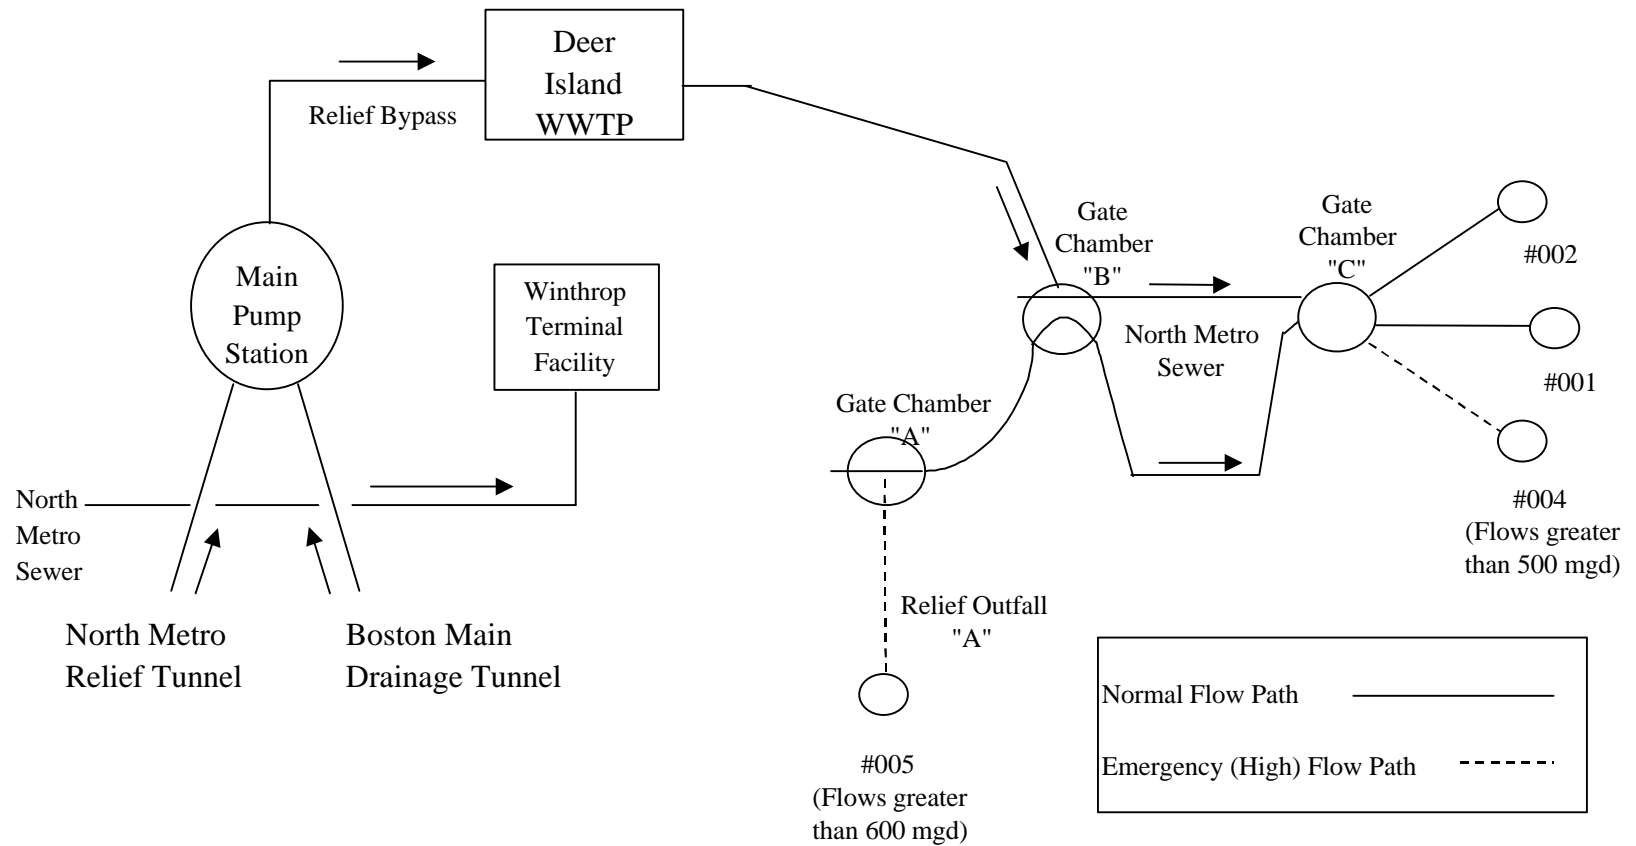 Deer
Island
WWTP
Relief Bypass
Main
Pump
Station
Winthrop
Terminal
Facility
North
Metro
Sewer
North Metro
Relief Tunnel
Boston Main
Drainage Tunnel
Gate Chamber
"A"
Gate
Chamber
"B"
North Metro
Sewer
Gate
Chamber
"C"
#002
#001
#004
(Flows greater
than 500 mgd)
Relief Outfall
"A"
#005
(Flows greater
than 600 mgd)
Normal Flow Path
Emergency (High) Flow Path